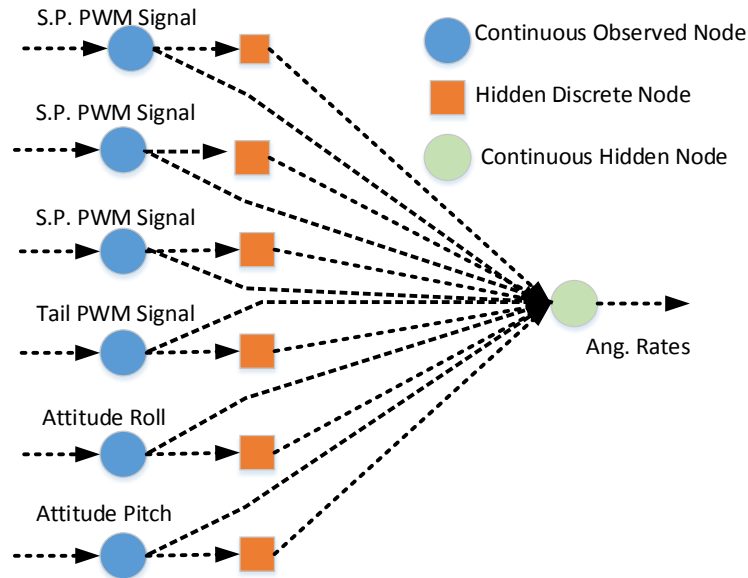 S.P. PWM Signal
Continuous Observed Node
Hidden Discrete Node
S.P. PWM Signal
Continuous Hidden Node
S.P. PWM Signal
Tail PWM Signal
Ang. Rates
Attitude Roll
Attitude Pitch